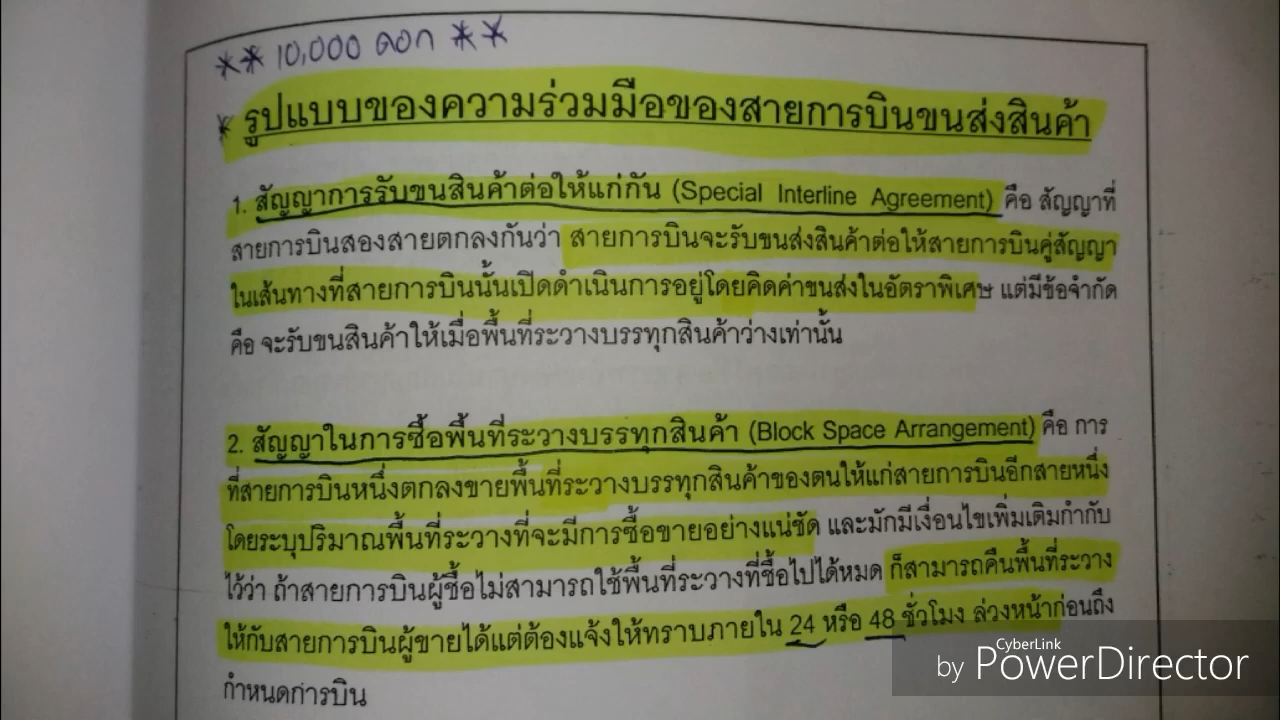 ** 10,000 ดอก **
* รูปแบบของความร่วมมือของสายการบินขนส่งสินค้า
1. สัญญาการรับขนสินค้าต่อให้แก่กัน (Special Interline Agreement) คือ สัญญาที่
สายการบินสองสายตกลงกันว่า สายการบินจะรับขนส่งสินค้าต่อให้สายการบินคู่สัญญา
ในเส้นทางที่สายการบินนั้นเปิดดำเนินการอยู่โดยคิดค่าขนส่งในอัตราพิเศษ แต่มีข้อจำกัด
คือ จะรับขนสินค้าให้เมื่อพื้นที่ระวางบรรทุกสินค้าว่างเท่านั้น
2. สัญญาในการซื้อพื้นที่ระวางบรรทุกสินค้า (Block Space Arrangement) คือ การ
ที่สายการบินหนึ่งตกลงขายพื้นที่ระวางบรรทุกสินค้าของตนให้แก่สายการบินอีกสายหนึ่ง
โดยระบุปริมาณพื้นที่ระวางที่จะมีการซื้อขายอย่างแน่ชัด และมักมีเงื่อนไขเพิ่มเติมกำกับ
ไว้ว่า ถ้าสายการบินผู้ซื้อไม่สามารถใช้พื้นที่ระวางที่ซื้อไปได้หมด ก็สามารถคืนพื้นที่ระวาง
ให้กับสายการบินผู้ขายได้แต่ต้องแจ้งให้ทราบภายใน 24 หรือ 48 ชั่วโมง ล่วงหน้าก่อนถึง
กำหนดการบิน
CyberLink
by PowerDirector